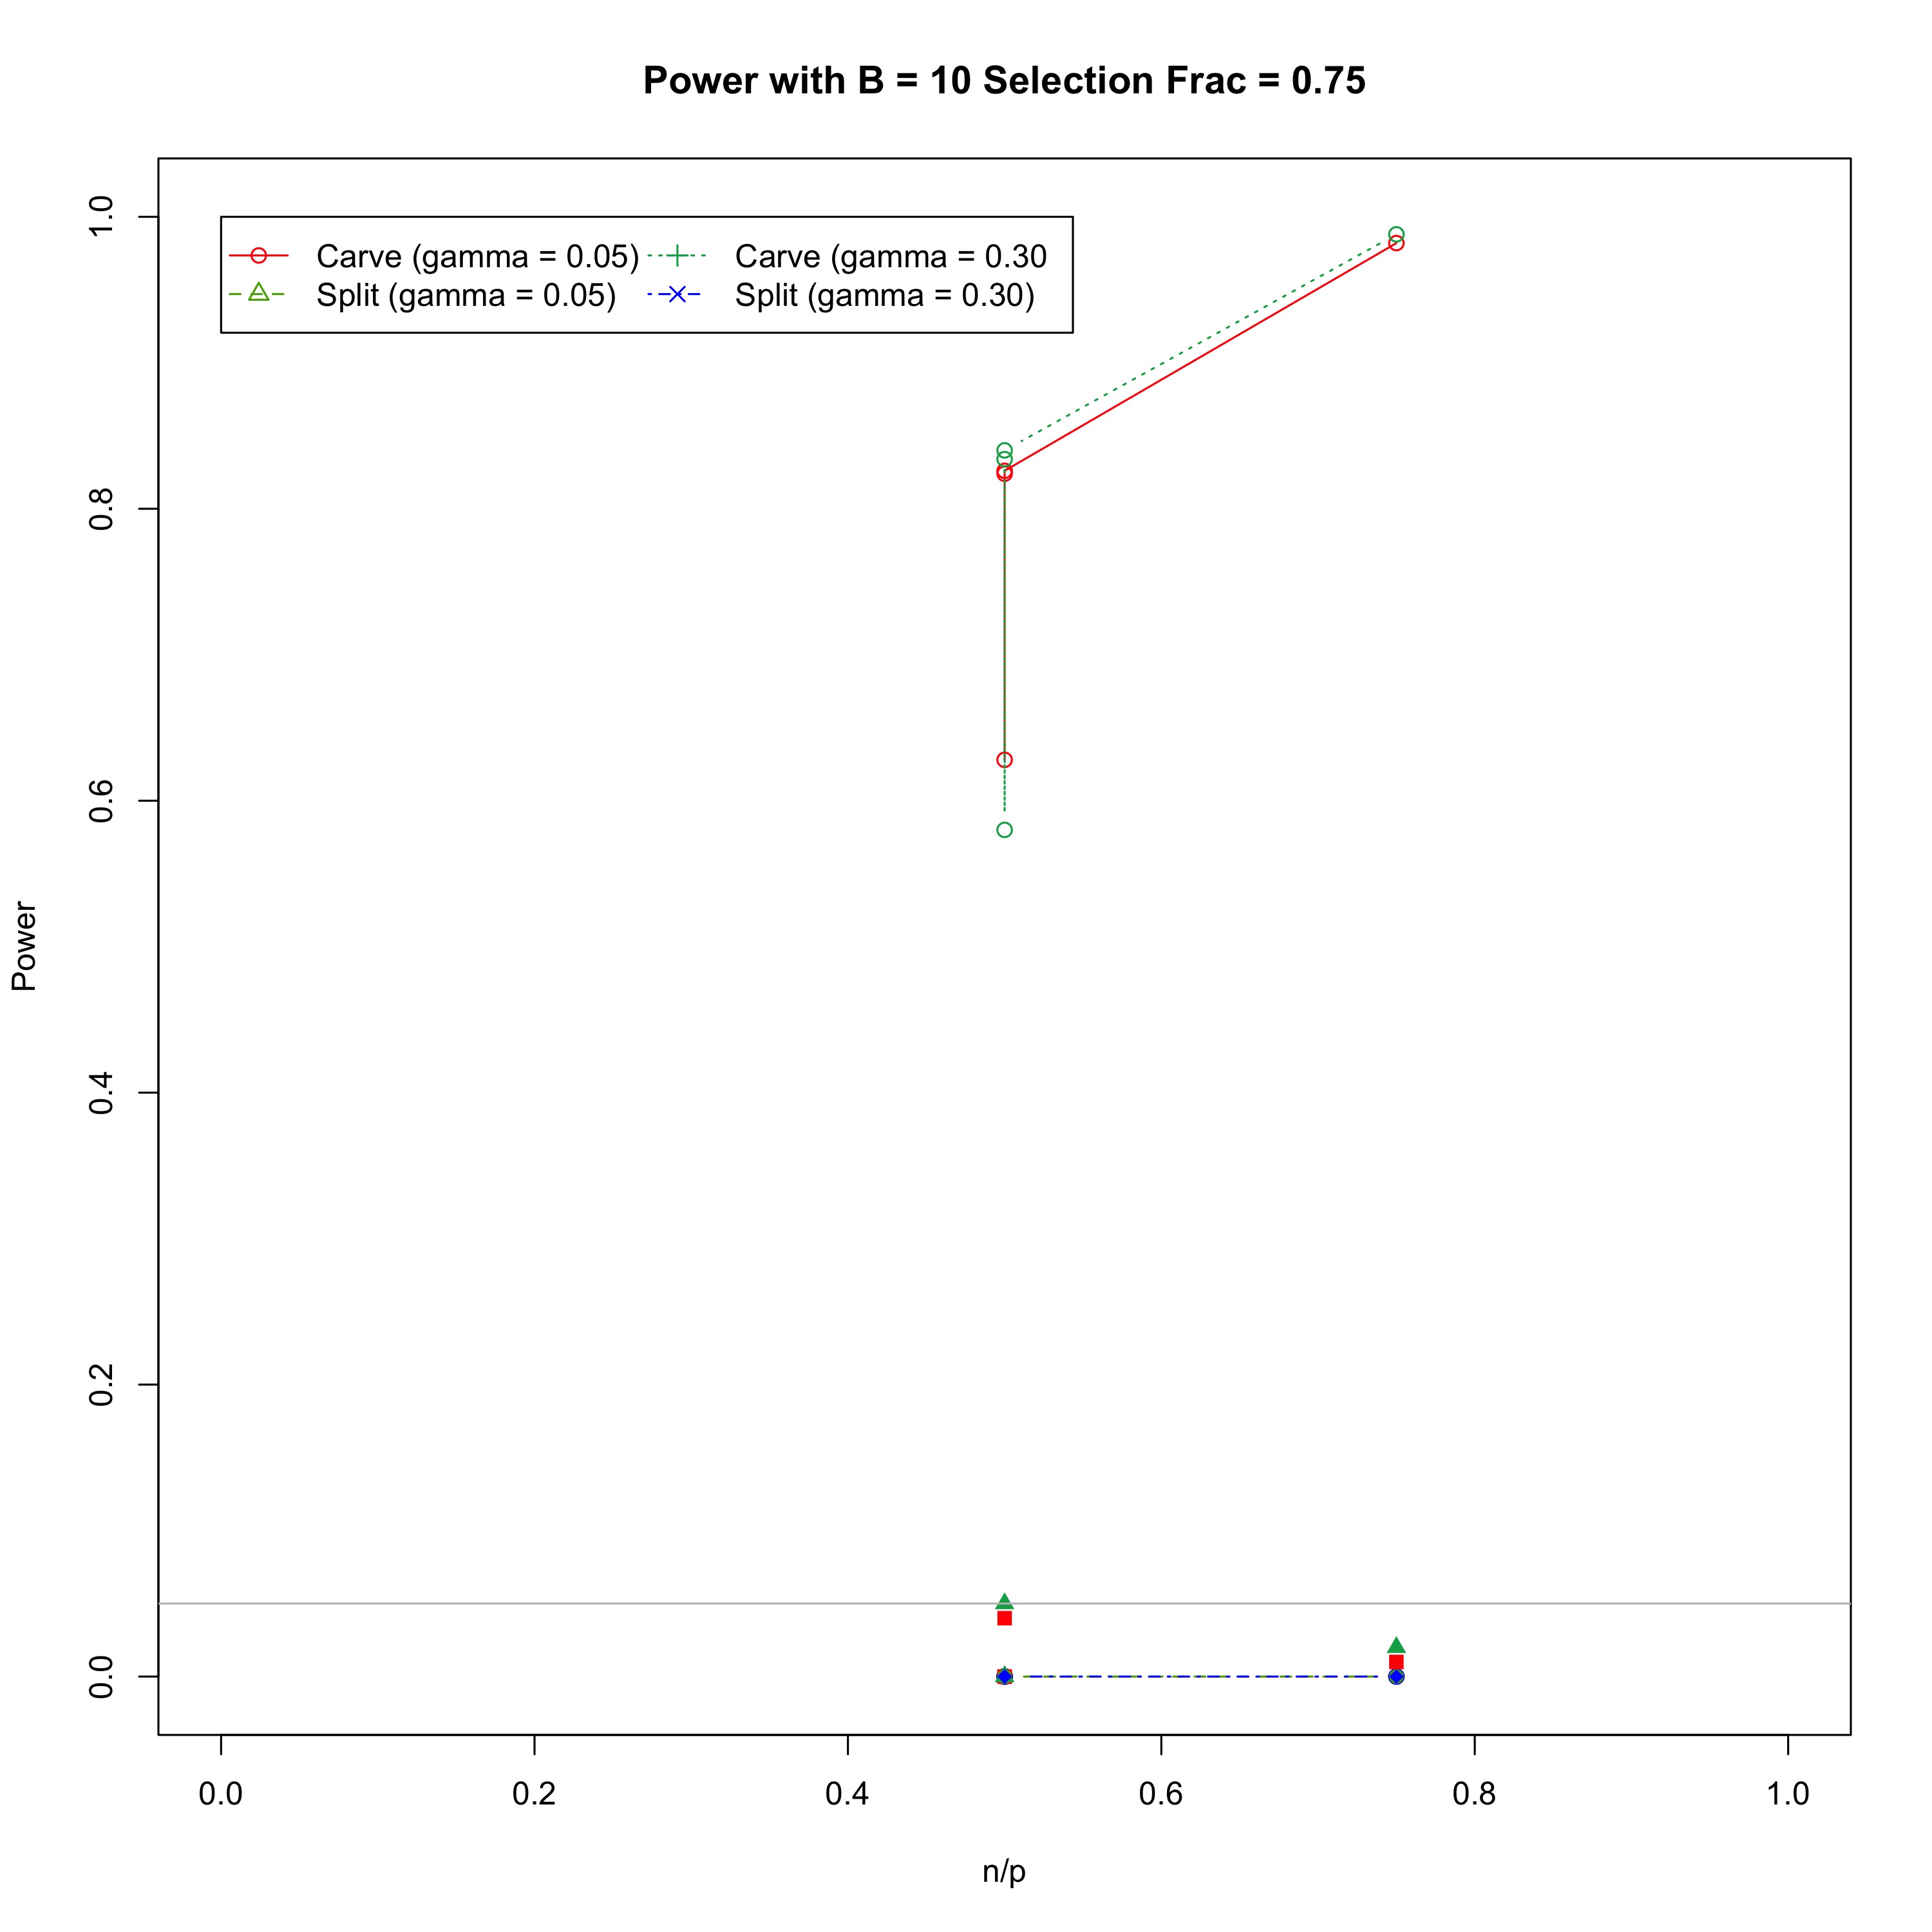 Power with B = 10 Selection Frac = 0.75
1.0
Carve (gamma = 0.05)
Carve (gamma = 0.30
Split (gamma = 0.05)
Split (gamma = 0.30)
0.8
0.6
Power
0.4
0.2
0.0
0.0 0.2 0.4 0.6 0.8 1.0
n/p